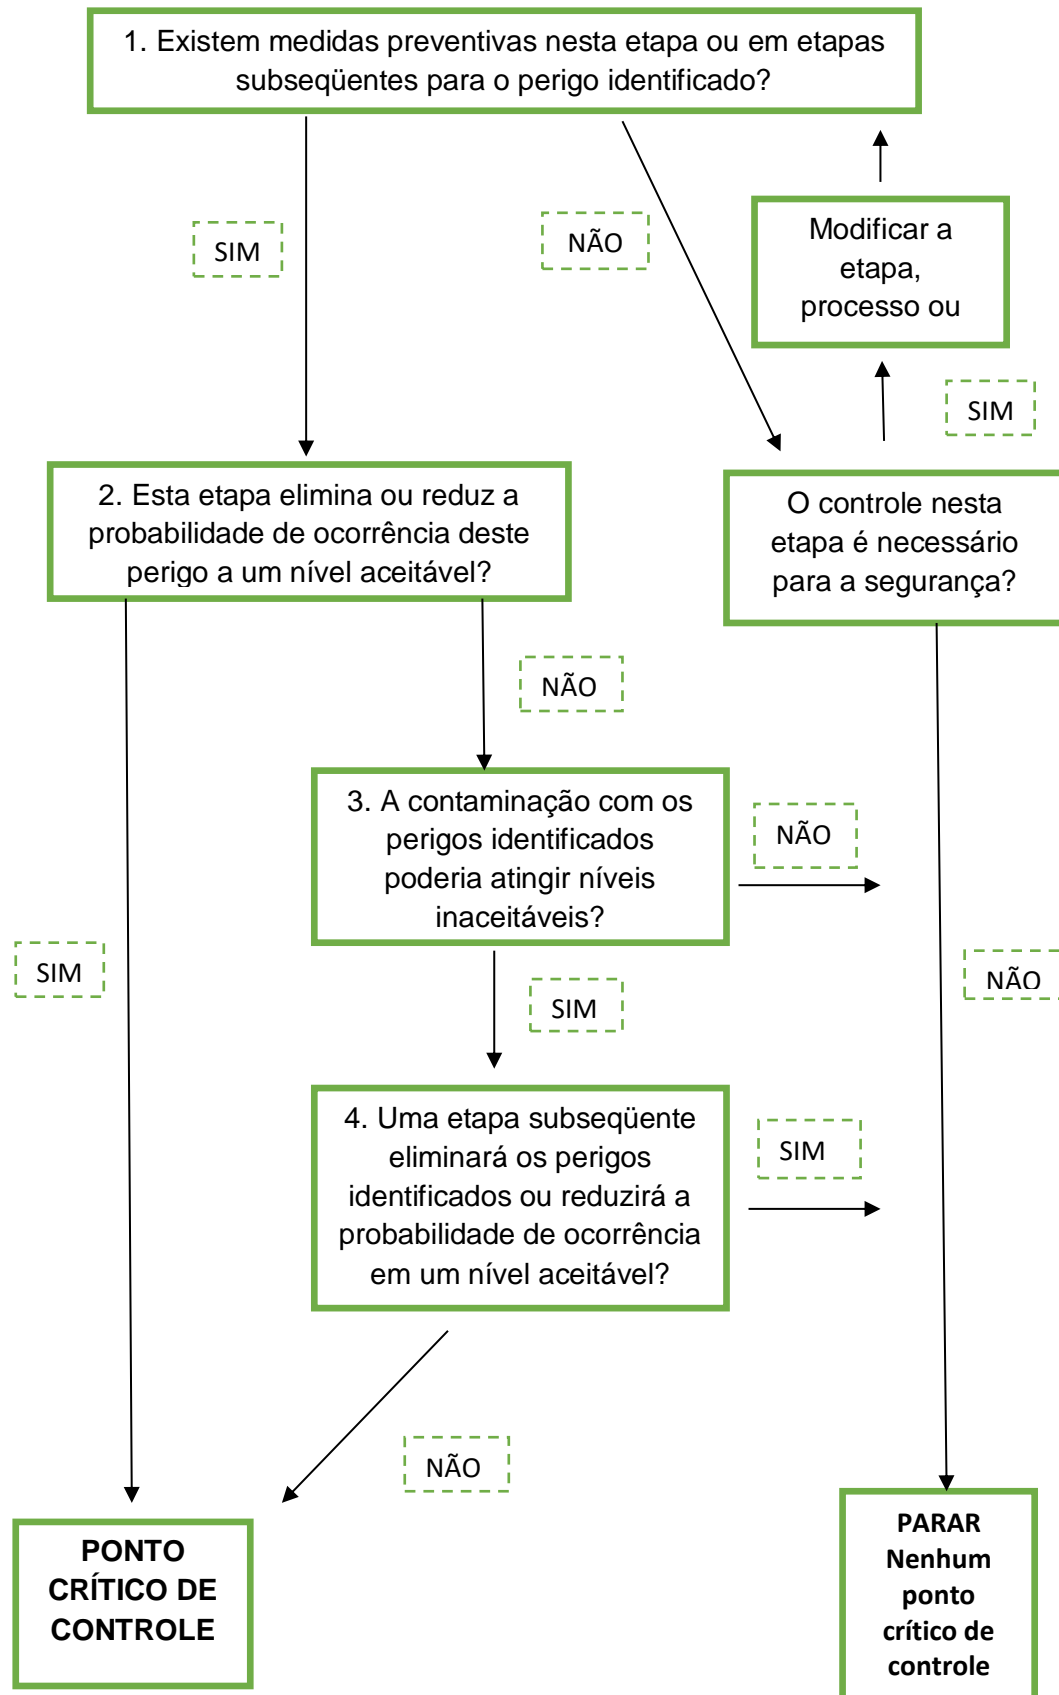 1. Existem medidas preventivas nesta etapa ou em etapas
subseqüentes para o perigo identificado?
SIM
NÃO
Modificar a
etapa,
processo ou
SIM
2. Esta etapa elimina ou reduz a
probabilidade de ocorrência deste
perigo a um nível aceitável?
O controle nesta
etapa é necessário
para a segurança?
NÃO
3. A contaminação com os
perigos identificados
poderia atingir níveis
inaceitáveis?
NÃO
SIM
NÃO
SIM
4. Uma etapa subseqüente
eliminará os perigos
identificados ou reduzirá a
probabilidade de ocorrência
em um nível aceitável?
SIM
NÃO
PONTO
CRÍTICO DE
CONTROLE
PARAR
Nenhum
ponto
crítico de
controle